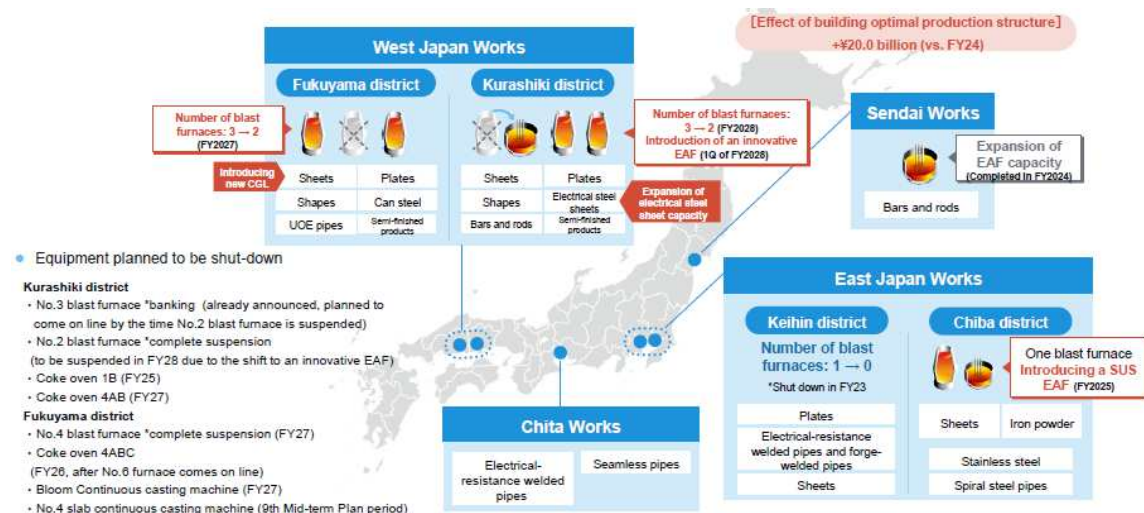 [Effect of building optimal production structure]
+¥20.0 billion (vs. FY24)
West Japan Works
Fukuyama district
Number of blast
furnaces: 3 → 2
(FY2027)
Introducing
new CGL
Sheets
Plates
Shapes
Can steel
UOE pipes
Semi-finished
products
Kurashiki district
Number of blast furnaces:
3 → 2 (FY2028)
Introduction of an innovative
EAF (1Q of FY2028)
Sheets
Plates
Shapes
Electrical steel
sheets
Bars and rods
Semi-finished
products
Expansion of
electrical steel
sheet capacity
Sendai Works
Expansion of
EAF capacity
(Completed in FY2024)
Bars and rods
• Equipment planned to be shut-down
Kurashiki district
・No.3 blast furnace *banking (already announced, planned to
come on line by the time No.2 blast furnace is suspended)
・No.2 blast furnace *complete suspension
(to be suspended in FY28 due to the shift to an innovative EAF)
・Coke oven 1B (FY25)
・Coke oven 4AB (FY27)
Fukuyama district
・No.4 blast furnace *complete suspension (FY27)
・Coke oven 4ABC
(FY26, after No.6 furnace comes on line)
・Bloom Continuous casting machine (FY27)
・No.4 slab continuous casting machine (9th Mid-term Plan period)
Chita Works
Electrical-
resistance welded
pipes
Seamless pipes
East Japan Works
Keihin district
Number of blast
furnaces: 1 → 0
*Shut down in FY23
Plates
Electrical-resistance
welded pipes and forge-
welded pipes
Sheets
Chiba district
One blast furnace
Introducing a SUS
EAF (FY2025)
Sheets
Iron powder
Stainless steel
Spiral steel pipes